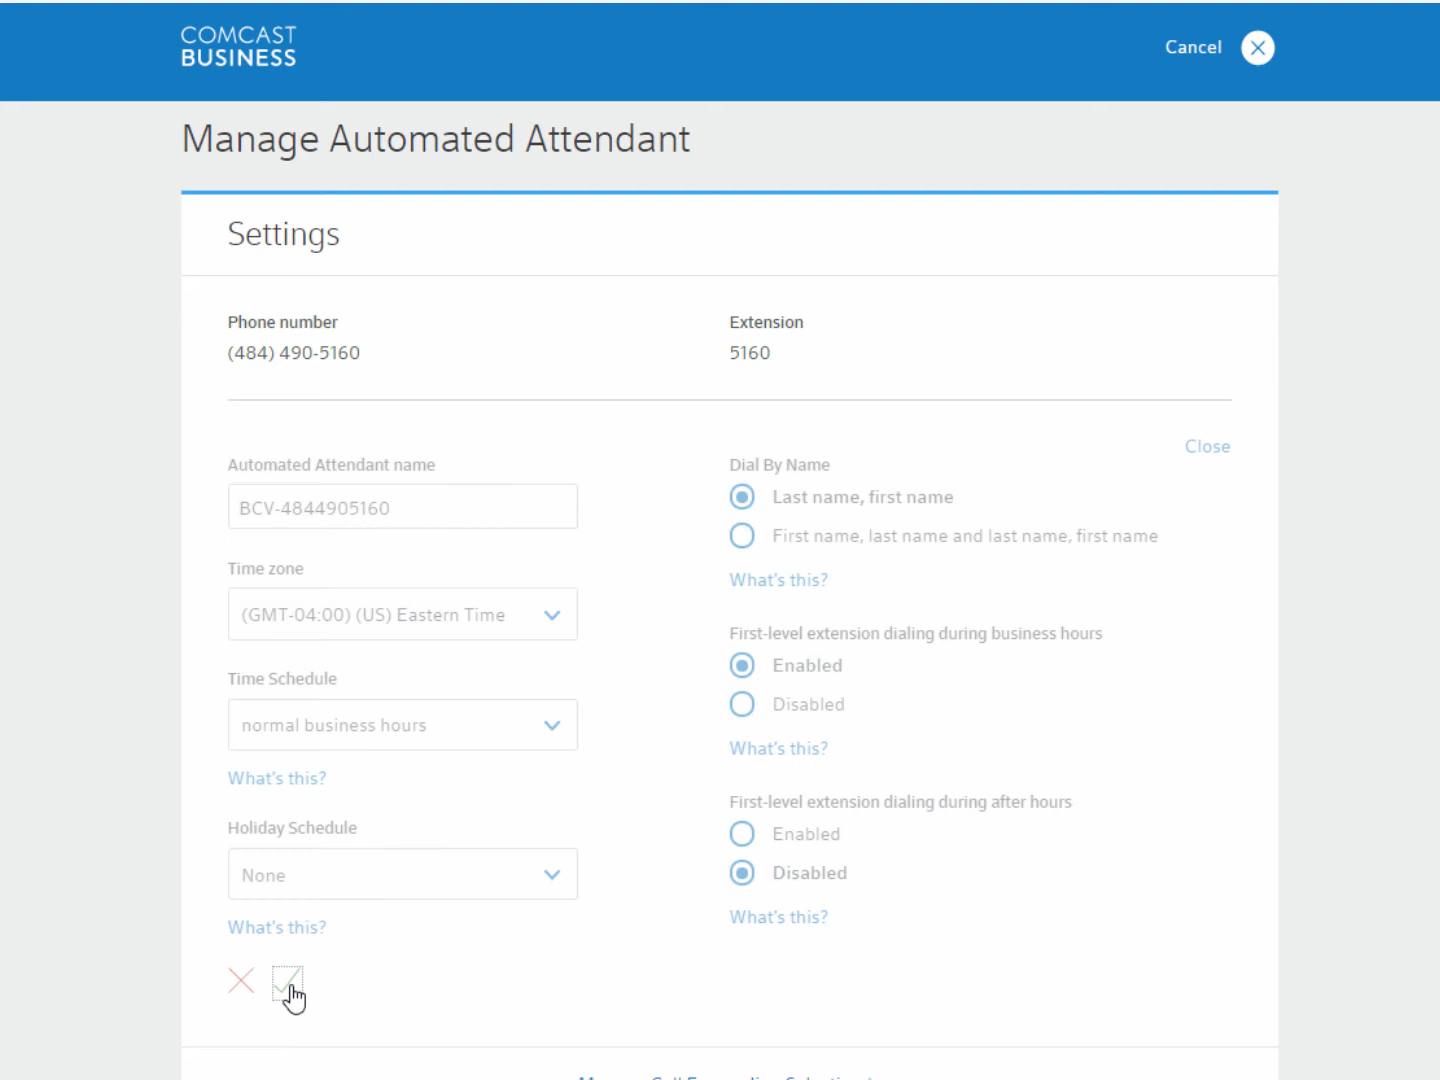 COMCAST
BUSINESS
Cancel
Manage Automated Attendant
Settings
Phone number
(484) 490-5160
Extension
5160
Close
Automated Attendant name
BCV-4844905160
Time zone
(GMT-04:00) (US) Eastern Time
Time Schedule
normal business hours
What's this?
Holiday Schedule
None
What's this?
Dial By Name
Last name, first name
First name, last name and last name, first name
What's this?
First-level extension dialing during business hours
Enabled
Disabled
What's this?
First-level extension dialing during after hours
Enabled
Disabled
What's this?